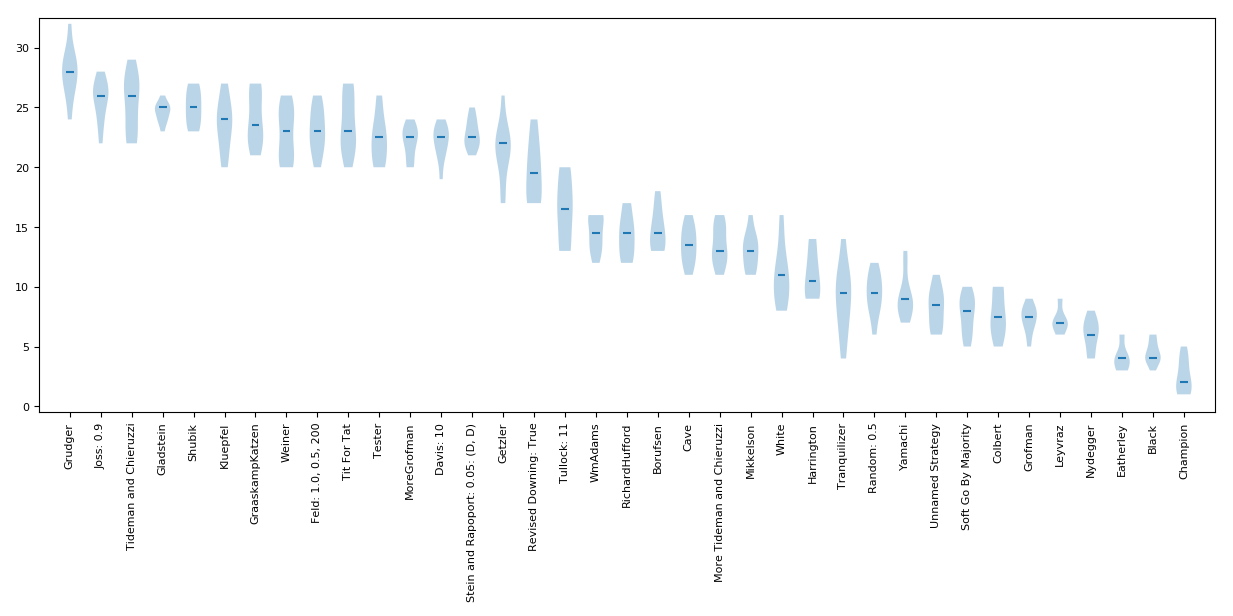 30
25
20
15
10
5
0
Grudger
Joss: 0.9
Tideman and Chieruzzi
Gladstein
Shubik
Kluepfel
GraaskampKatzen
Weiner
Feld: 1.0, 0.5, 200
Tit For Tat
Tester
MoreGrofman
Davis: 10
Stein and Rapoport: 0.05: (D, D)
Getzler
Revised Downing: True
Tullock: 11
WmAdams
RichardHufford
Borufsen
Cave
More Tideman and Chieruzzi
Mikkelson
White
Harrington
Tranquilizer
Random: 0.5
Yamachi
Unnamed Strategy
Soft Go By Majority
Colbert
Grofman
Leyvraz
Nydegger
Eatherley
Black
Champion